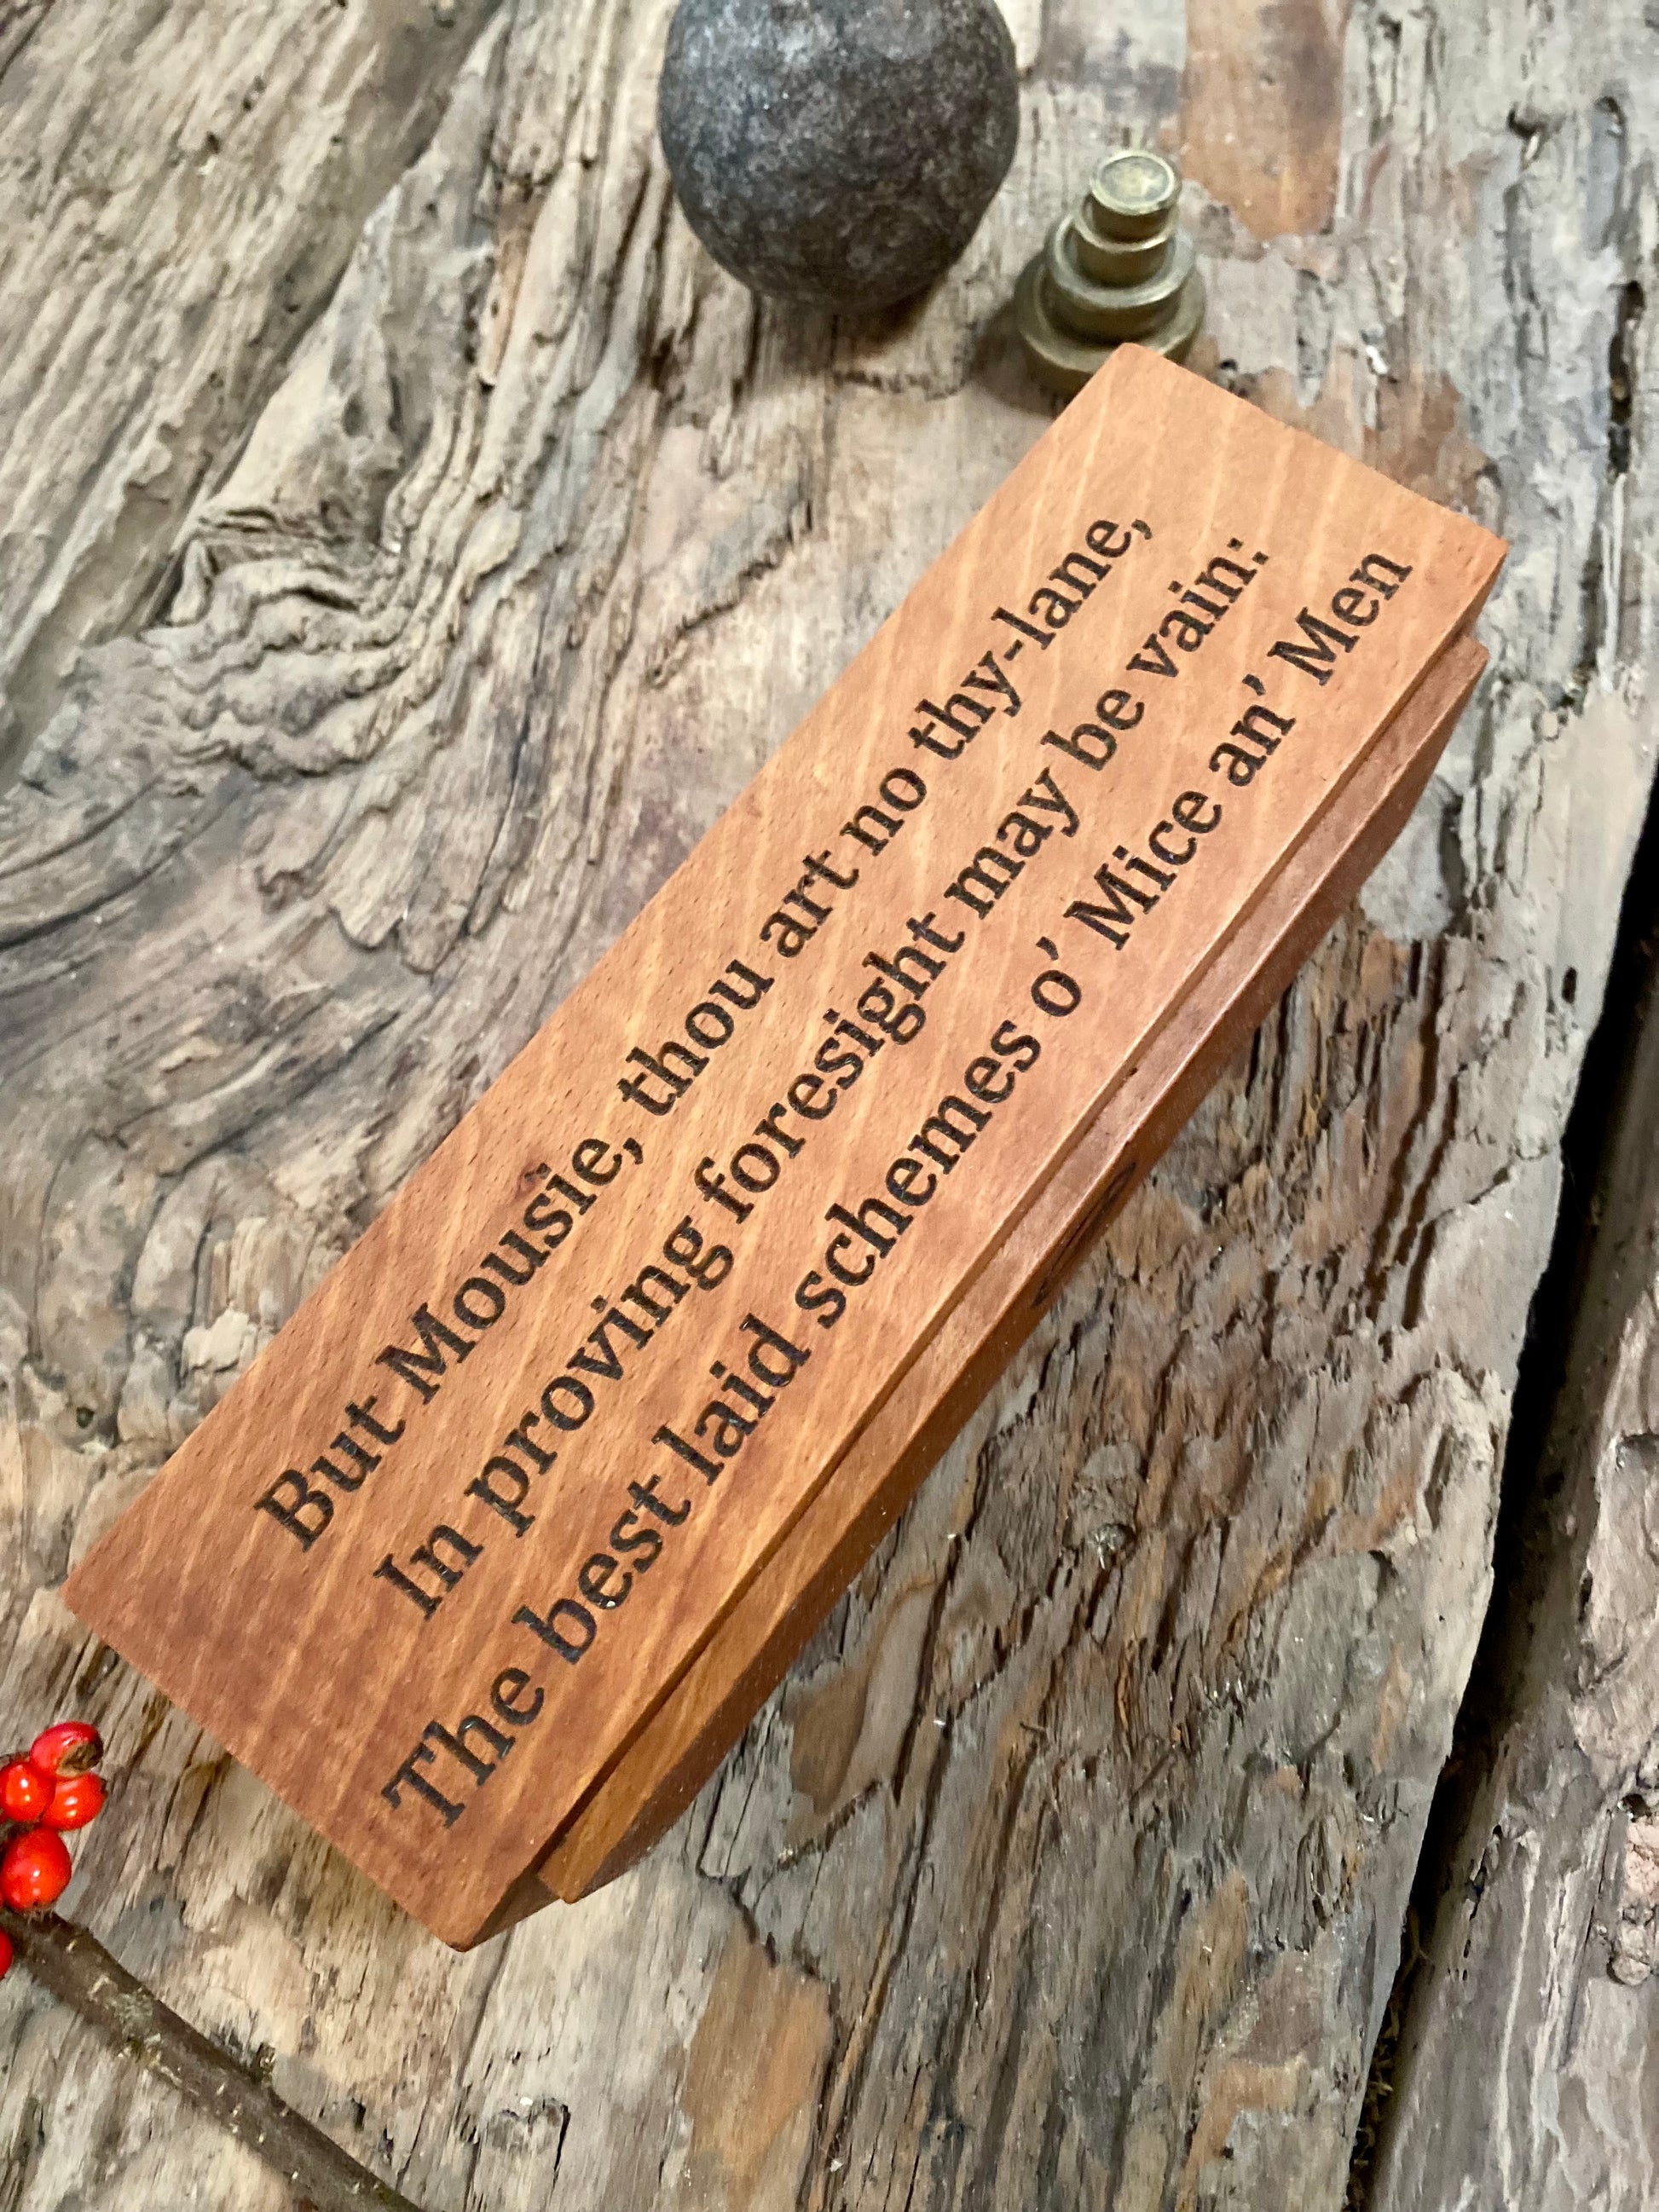 But Mousie, thou art no thy-lane,
In proving foresight may be vain:
The best laid schemes o’ Mice an’ Men